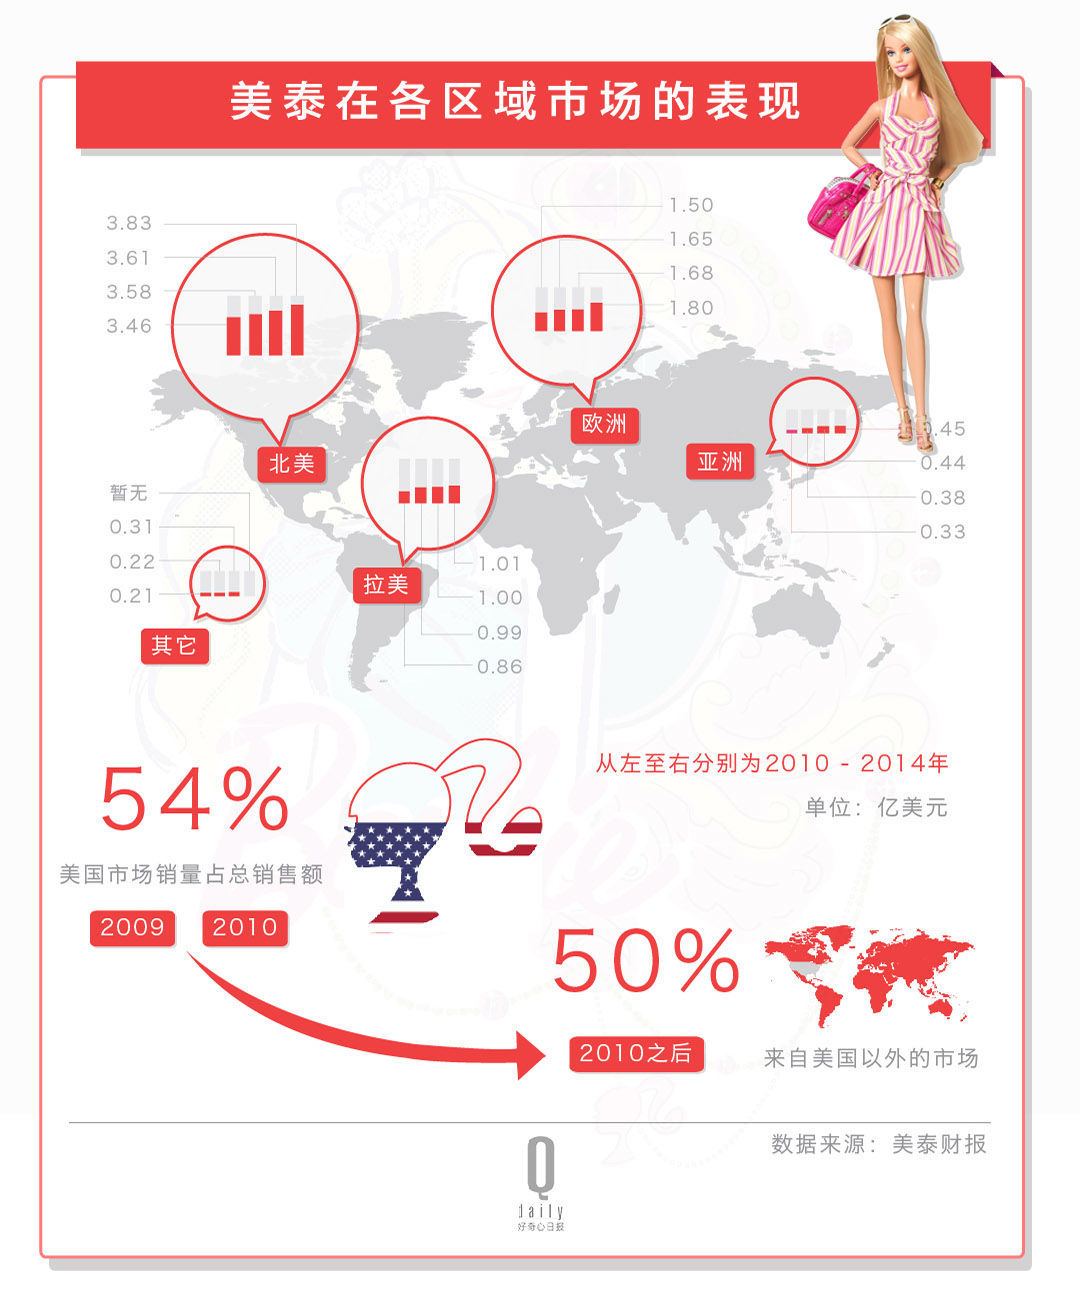 美泰在各区域市场的表现
3.83
3.61
3.58
3.46
北美
1.50
1.65
1.68
1.80
欧洲
亚洲
.45
0.44
0.38
0.33
暂无
0.31
0.22
0.21
其它
拉美
1.01
1.00
0.99
0.86
从左至右分别为2010 - 2014年
单位：亿美元
54%
美国市场销量占总销售额
2009 2010
50%
2010之后
来自美国以外的市场
数据来源：美泰财报
Q
daily
好奇心日报